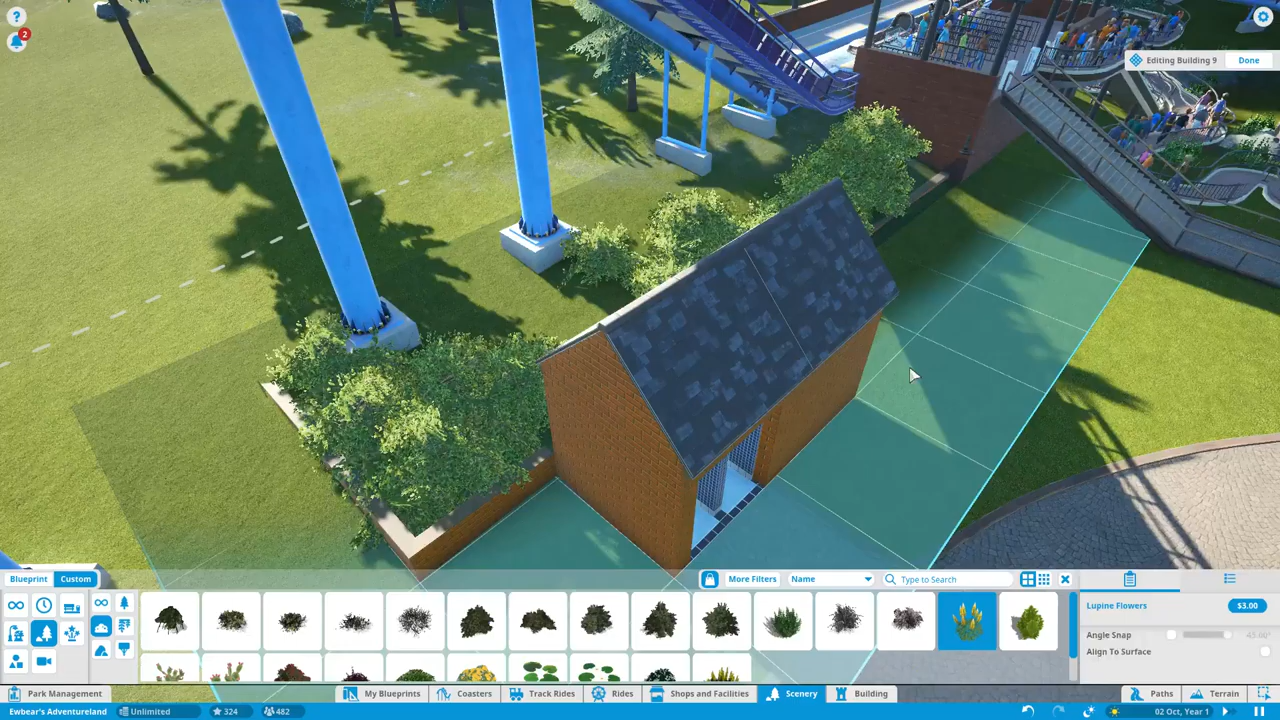 ?
2
Editing Building 9 Done
Blueprint Custom
More Filters
Name
Type to Search
Lupine Flowers
$3.00
Angle Snap
45.00°
Align To Surface
Park Management
My Blueprints
Coasters
Track Rides
Rides
Shops and Facilities
Scenery
Building
Paths
Terrain
Ewbear's Adventureland
Unlimited
324
482
02 Oct, Year 1